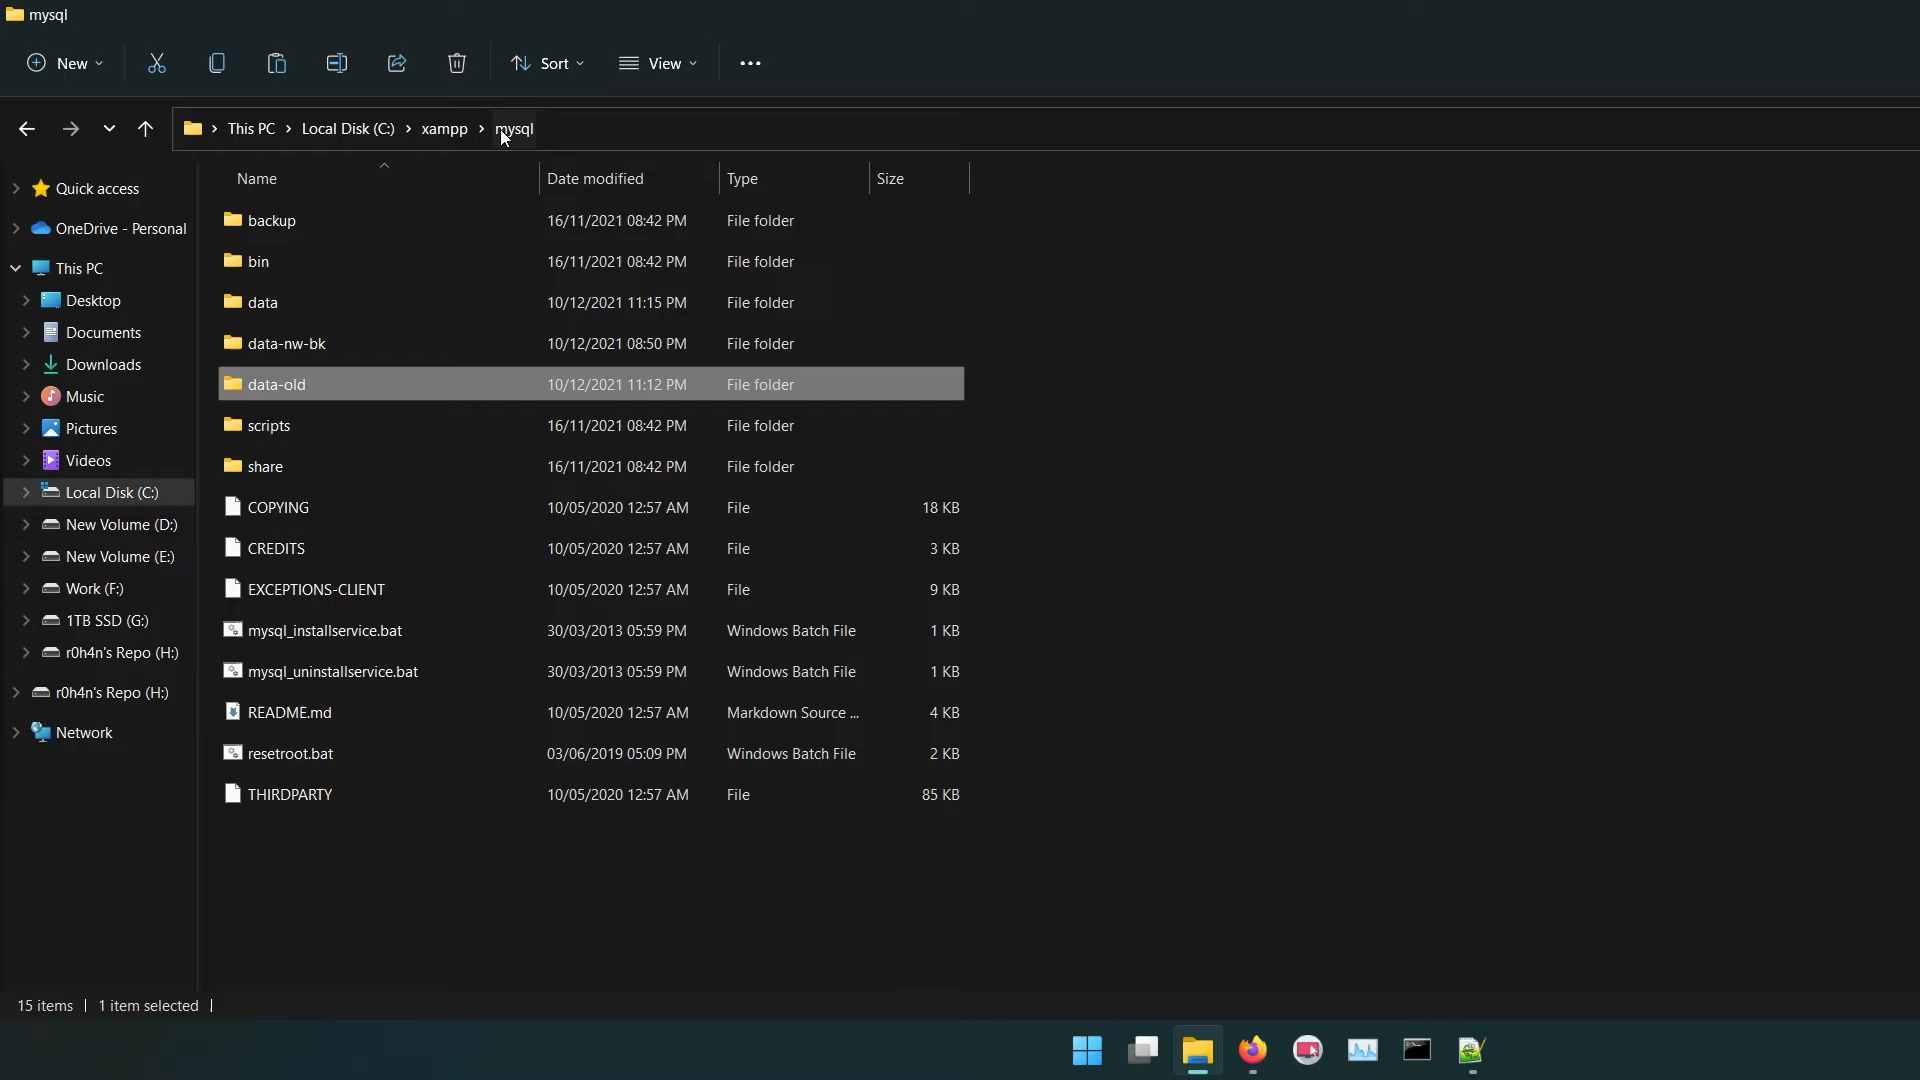 mysql
New
Sort
View
This PC
Local Disk (C:)
xampp
mysql
Name
Date modified
Type
Size
Quick access
OneDrive - Personal
This PC
Desktop
Documents
Downloads
Music
Pictures
Videos
Local Disk (C:)
New Volume (D:)
New Volume (E:)
Work (F:)
1TB SSD (G:)
r0h4n's Repo (H:)
r0h4n's Repo (H:)
Network
backup 16/11/2021 08:42 PM File folder
bin 16/11/2021 08:42 PM File folder
data 10/12/2021 11:15 PM File folder
data-nw-bk 10/12/2021 08:50 PM File folder
data-old 10/12/2021 11:12 PM File folder
scripts 16/11/2021 08:42 PM File folder
share 16/11/2021 08:42 PM File folder
COPYING 10/05/2020 12:57 AM File 18 KB
CREDITS 10/05/2020 12:57 AM File 3 KB
EXCEPTIONS-CLIENT 10/05/2020 12:57 AM File 9 KB
mysql_installservice.bat 30/03/2013 05:59 PM Windows Batch File 1 KB
mysql_uninstallservice.bat 30/03/2013 05:59 PM Windows Batch File 1 KB
README.md 10/05/2020 12:57 AM Markdown Source ... 4 KB
resetroot.bat 03/06/2019 05:09 PM Windows Batch File 2 KB
THIRDPARTY 10/05/2020 12:57 AM File 85 KB
15 items
1 item selected